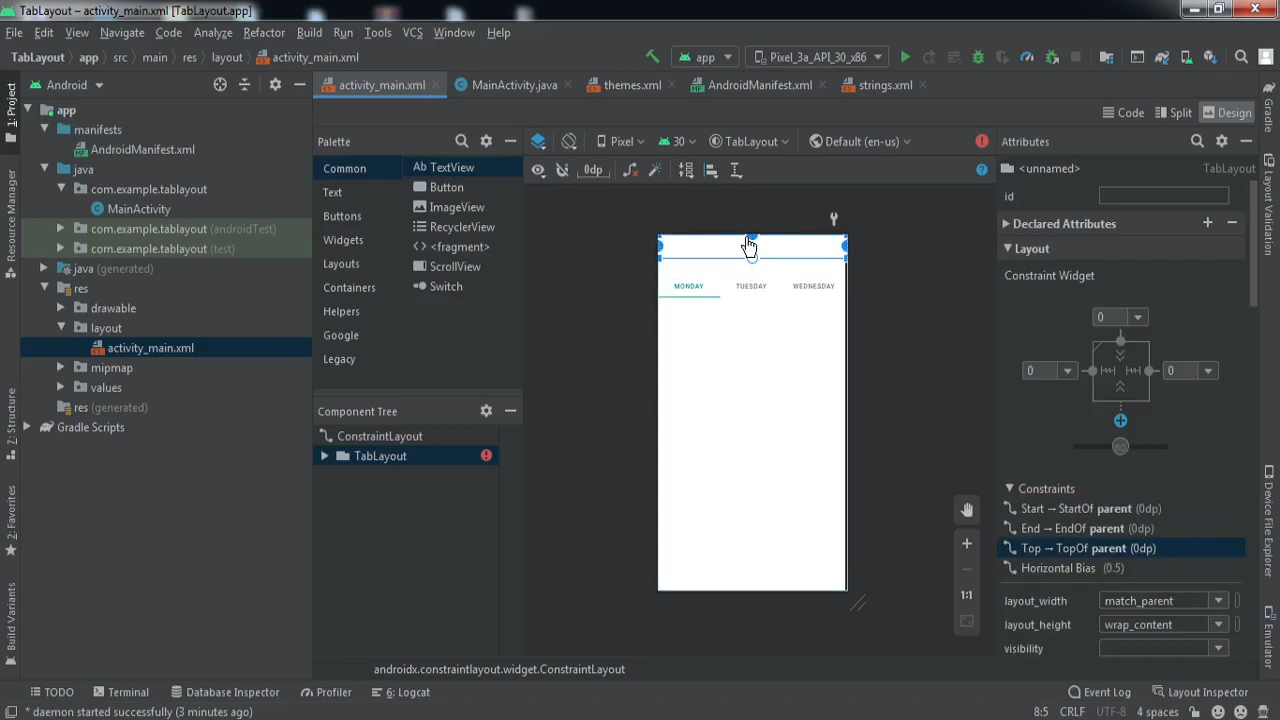 TabLayout – activity_main.xml [TabLayout.app]
File Edit View Navigate Code Analyze Refactor Build Run Tools VCS Window Help
TabLayout app src main res layout activity_main.xml app Pixel_3a_API_30_x86
Android activity_main.xml MainActivity.java themes.xml AndroidManifest.xml strings.xml
Code Split Design
1: Project
Resource Manager
7: Structure
2: Favorites
Build Variants
app
manifests
AndroidManifest.xml
java
com.example.tablayout
MainActivity
com.example.tablayout (androidTest)
com.example.tablayout (test)
java (generated)
res
drawable
layout
activity_main.xml
mipmap
values
res (generated)
Gradle Scripts
Palette
Common
Text
Buttons
Widgets
Layouts
Containers
Helpers
Google
Legacy
Ab TextView
Button
ImageView
RecyclerView
<> <fragment>
ScrollView
Switch
Component Tree
ConstraintLayout
TabLayout
Pixel 30 TabLayout Default (en-us)
0dp
MONDAY TUESDAY WEDNESDAY
1:1
androidx.constraintlayout.widget.ConstraintLayout
Attributes
<unnamed> TabLayout
id
Declared Attributes
Layout
Constraint Widget
0
0 0
50
Constraints
Start → StartOf parent (0dp)
End → EndOf parent (0dp)
Top → TopOf parent (0dp)
Horizontal Bias (0.5)
layout_width match_parent
layout_height wrap_content
visibility
Gradle
Layout Validation
Device File Explorer
Emulator
TODO Terminal Database Inspector Profiler 6: Logcat Event Log Layout Inspector
* daemon started successfully (3 minutes ago) 8:5 CRLF UTF-8 4 spaces